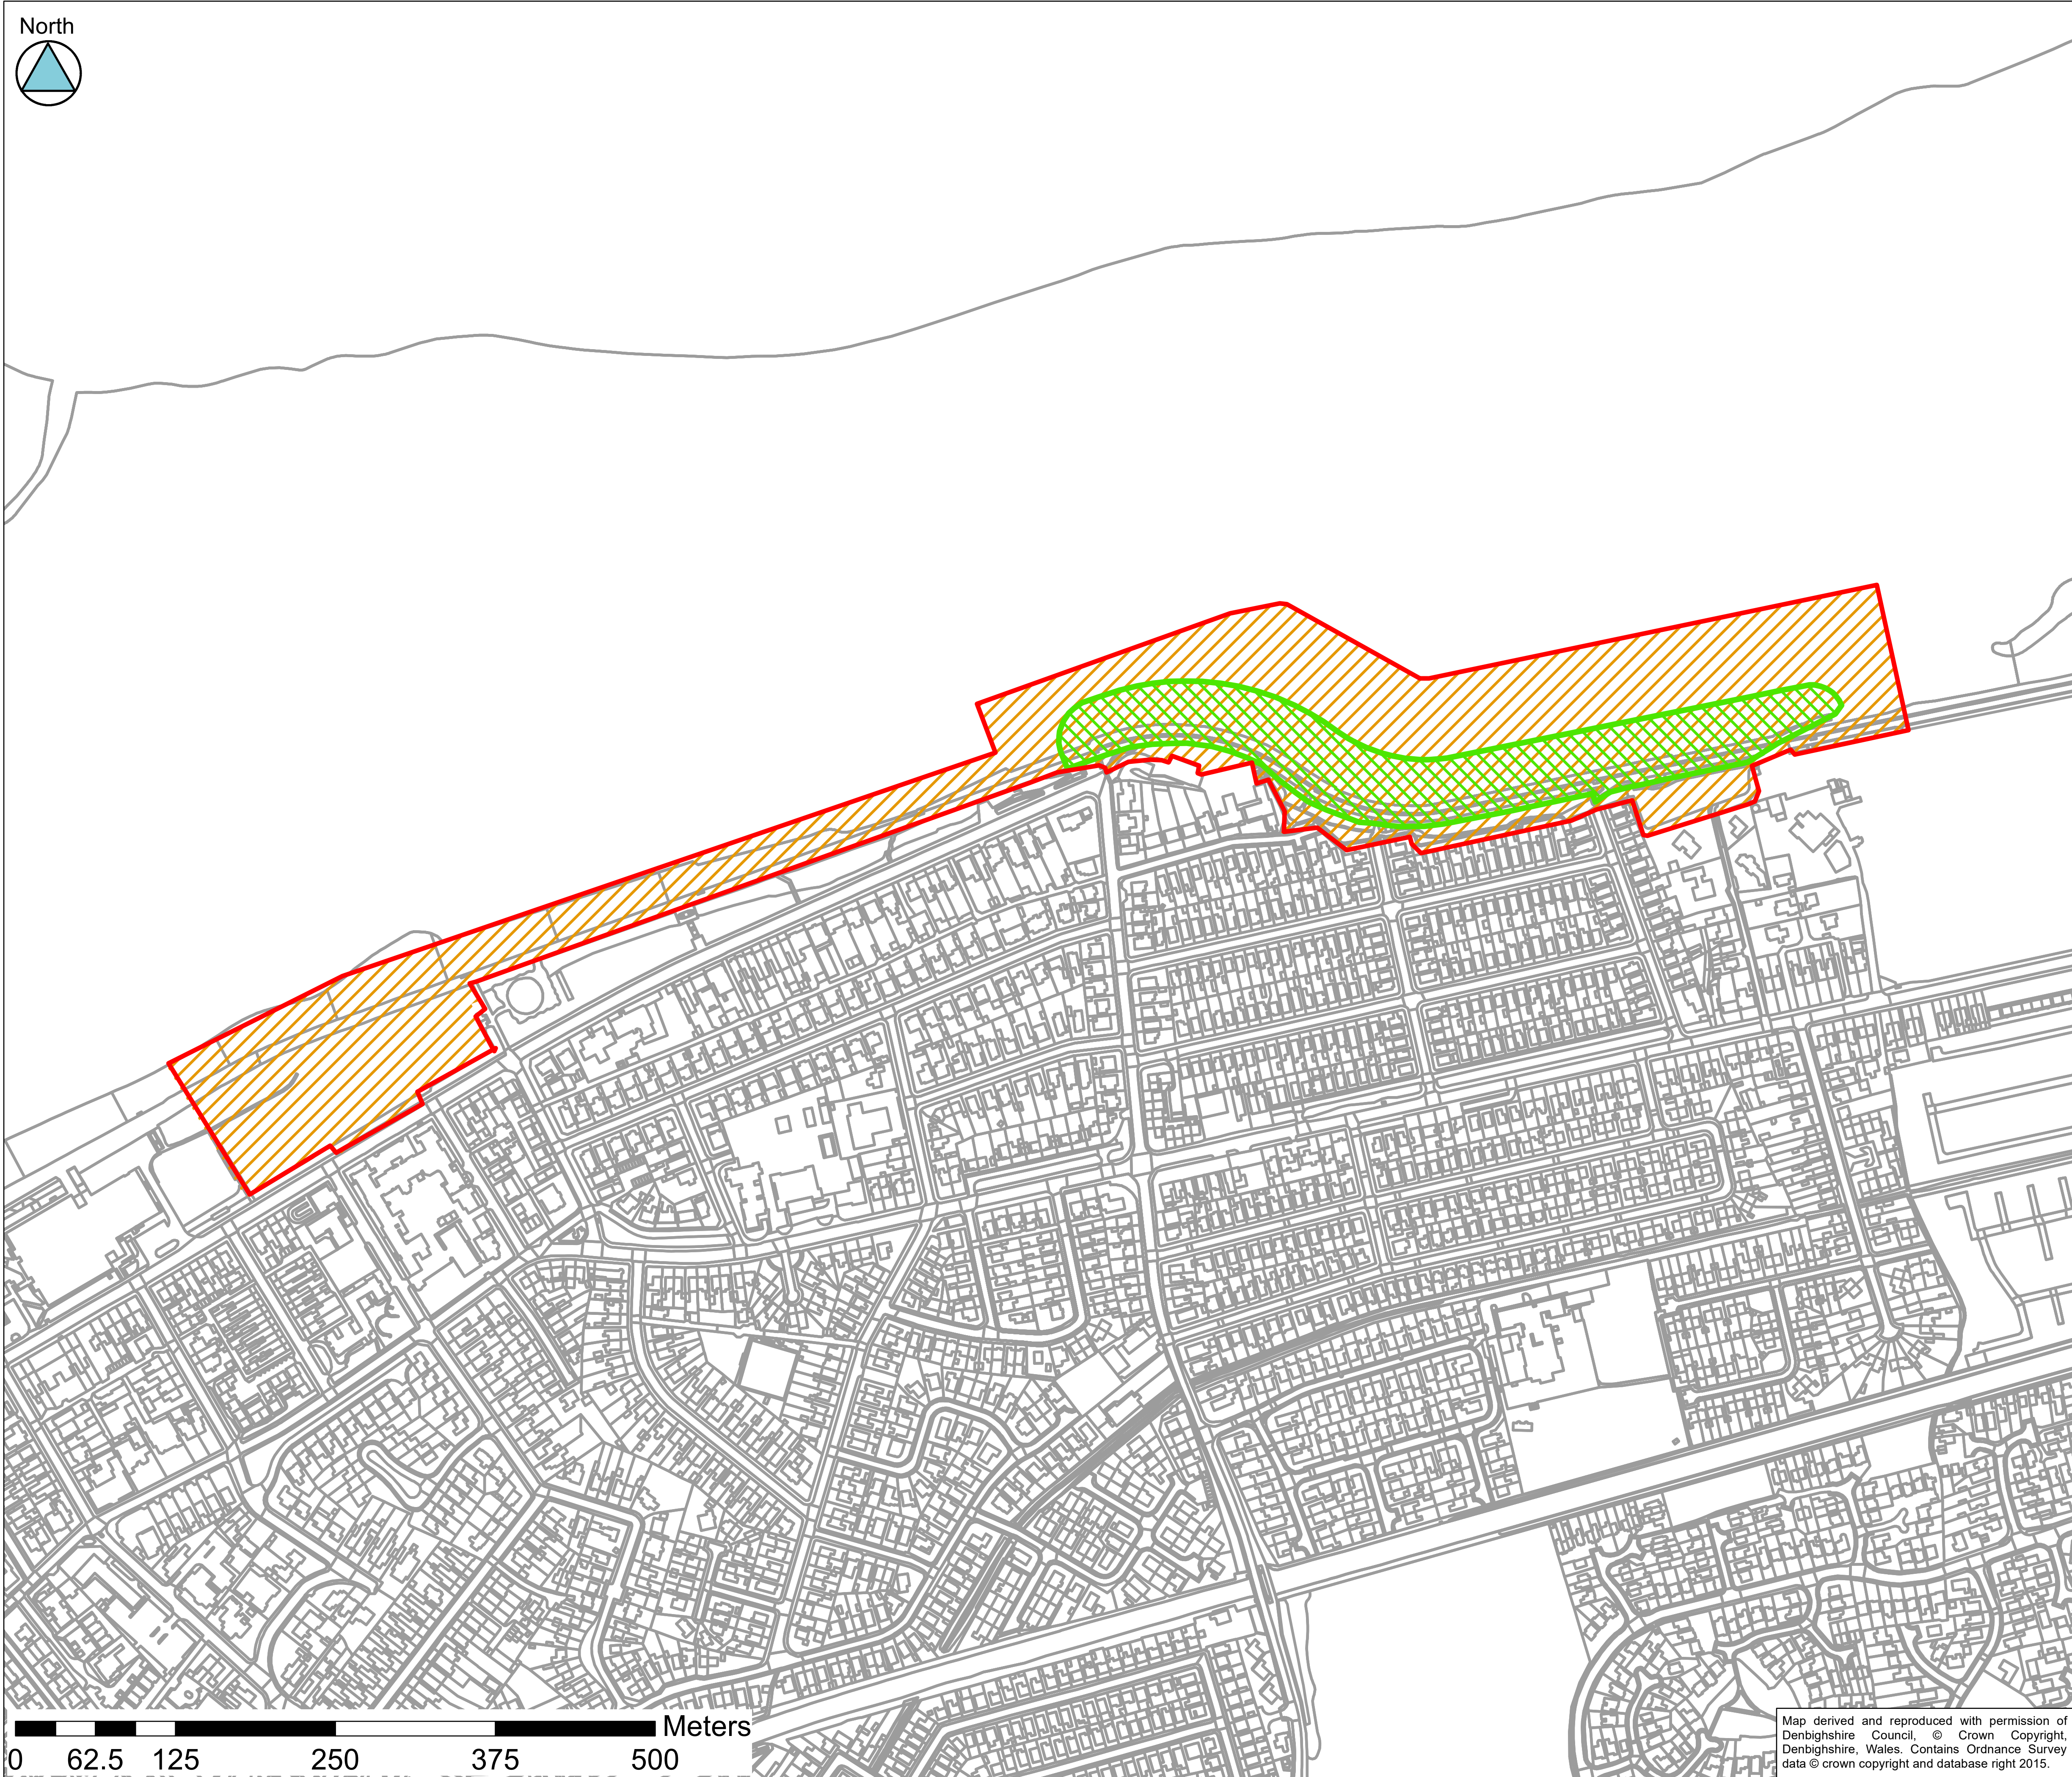 North
Meters
0 62.5 125 250 375 500
Map derived and reproduced with permission of
Denbighshire Council, © Crown Copyright,
Denbighshire, Wales. Contains Ordnance Survey
data © crown copyright and database right 2015.